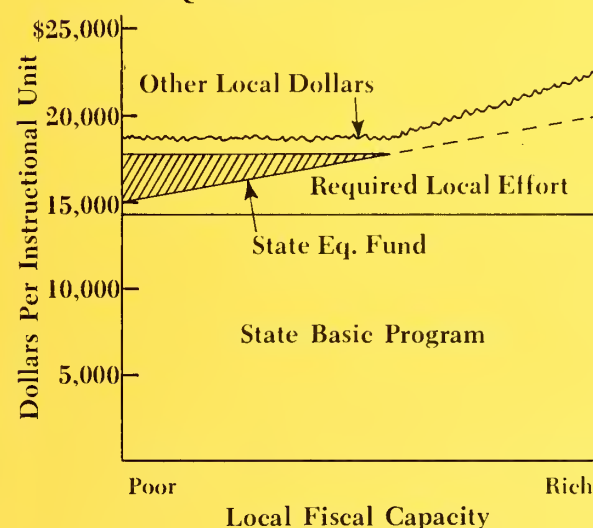 $25,000
20,000
15,000
10,000
5,000
Dollars Per Instructional Unit
Other Local Dollars
Required Local Effort
State Eq. Fund
State Basic Program
Poor
Rich
Local Fiscal Capacity